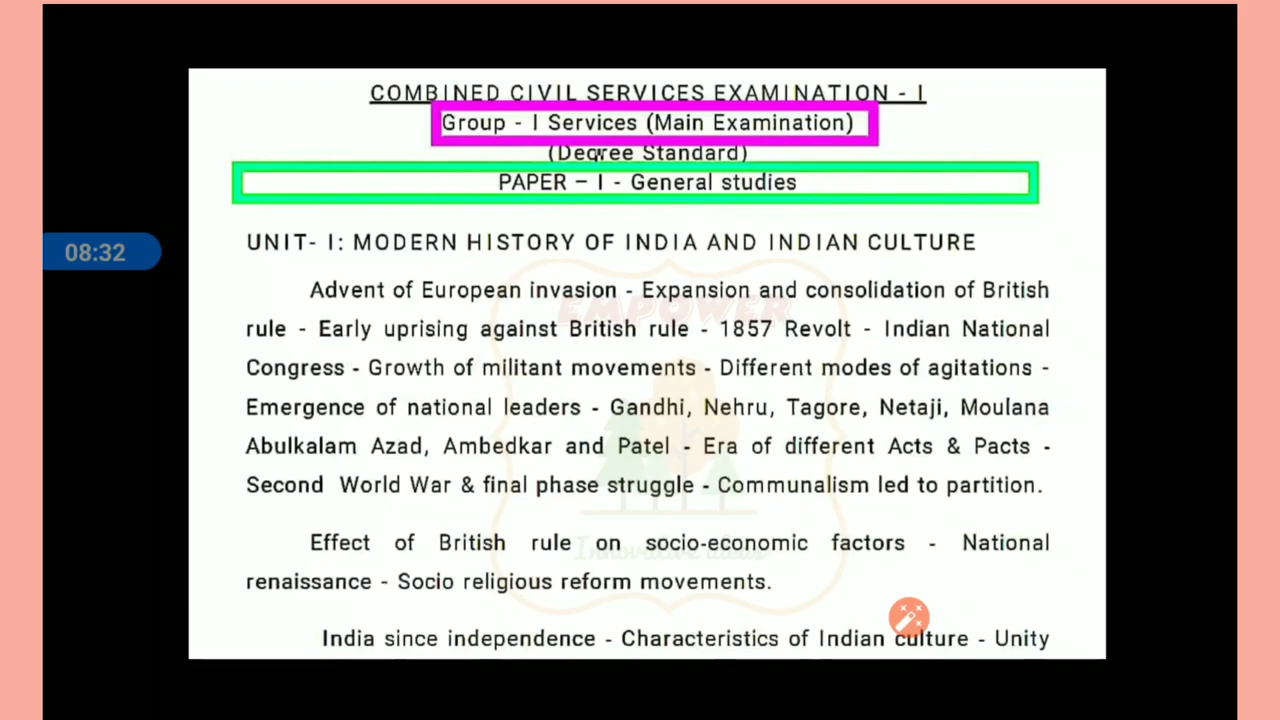 COMBINED CIVIL SERVICES EXAMINATION - I
Group - I Services (Main Examination)
(Degree Standard)
PAPER – I - General studies
08:32
UNIT- I: MODERN HISTORY OF INDIA AND INDIAN CULTURE
Advent of European invasion - Expansion and consolidation of British
EMPOWER
rule - Early uprising against British rule - 1857 Revolt - Indian National
Congress - Growth of militant movements - Different modes of agitations -
Emergence of national leaders - Gandhi, Nehru, Tagore, Netaji, Moulana
Abulkalam Azad, Ambedkar and Patel - Era of different Acts & Pacts -
Second World War & final phase struggle - Communalism led to partition.
Effect of British rule on socio-economic factors - National
Innovative ideas
renaissance - Socio religious reform movements.
India since independence - Characteristics of Indian culture - Unity